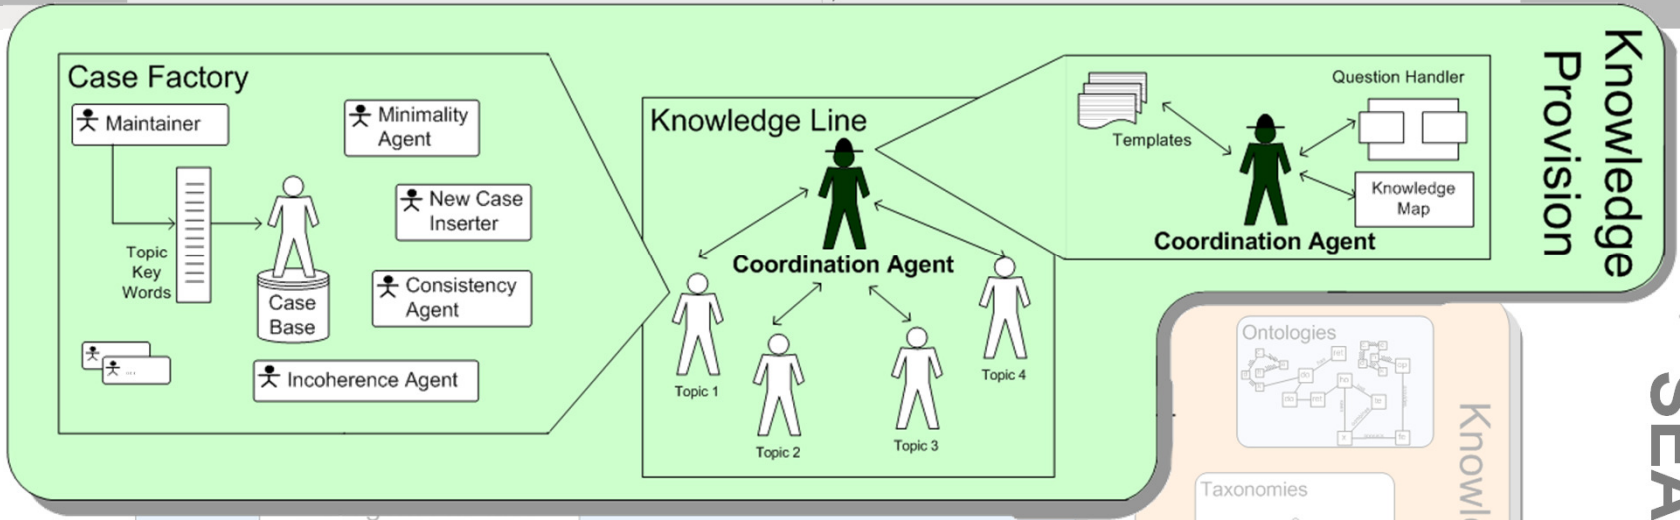 Case Factory
Maintainer
Minimality
Agent
New Case
Inserter
Topic
Key
Words
Case
Base
Consistency
Agent
....
Incoherence Agent
Knowledge Line
Coordination Agent
Topic 1
Topic 2
Topic 3
Topic 4
Templates
Question Handler
Knowledge
Map
Coordination Agent
Knowledge
Provision
Ontologies
Taxonomies
Knowl
SEA